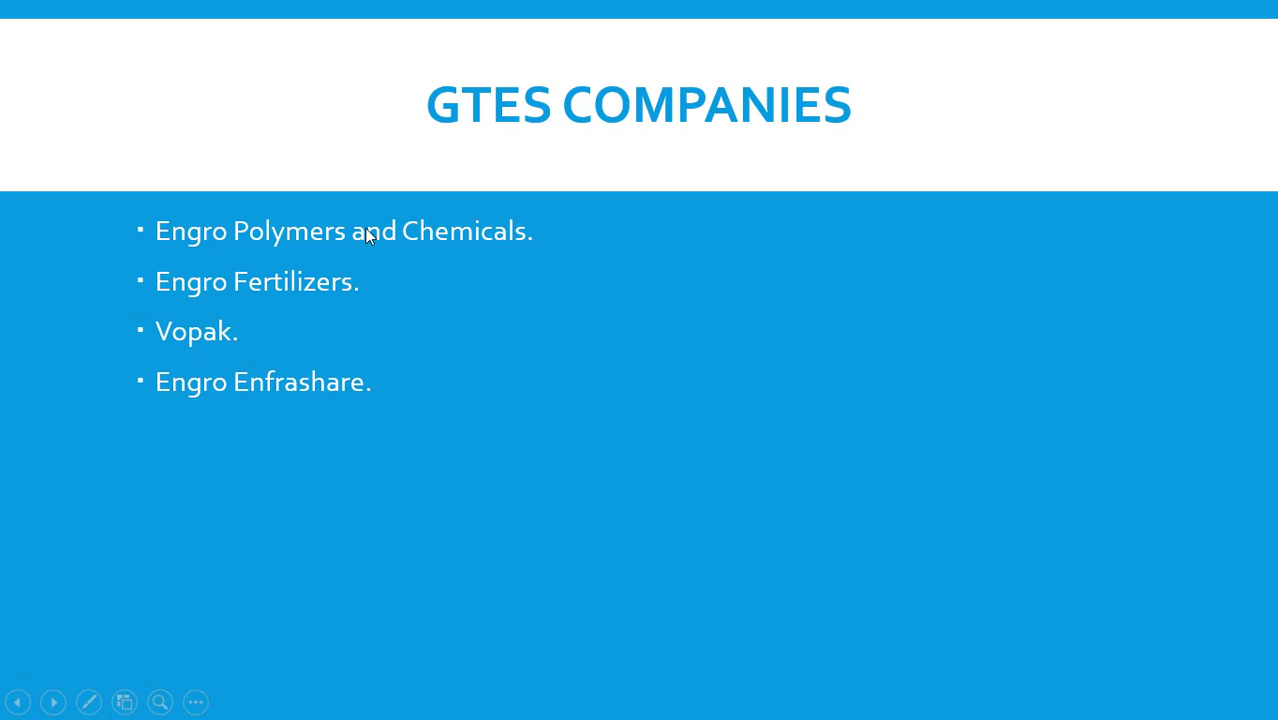 GTES COMPANIES
▪ Engro Polymers and Chemicals.
▪ Engro Fertilizers.
▪ Vopak.
▪ Engro Enfrashare.